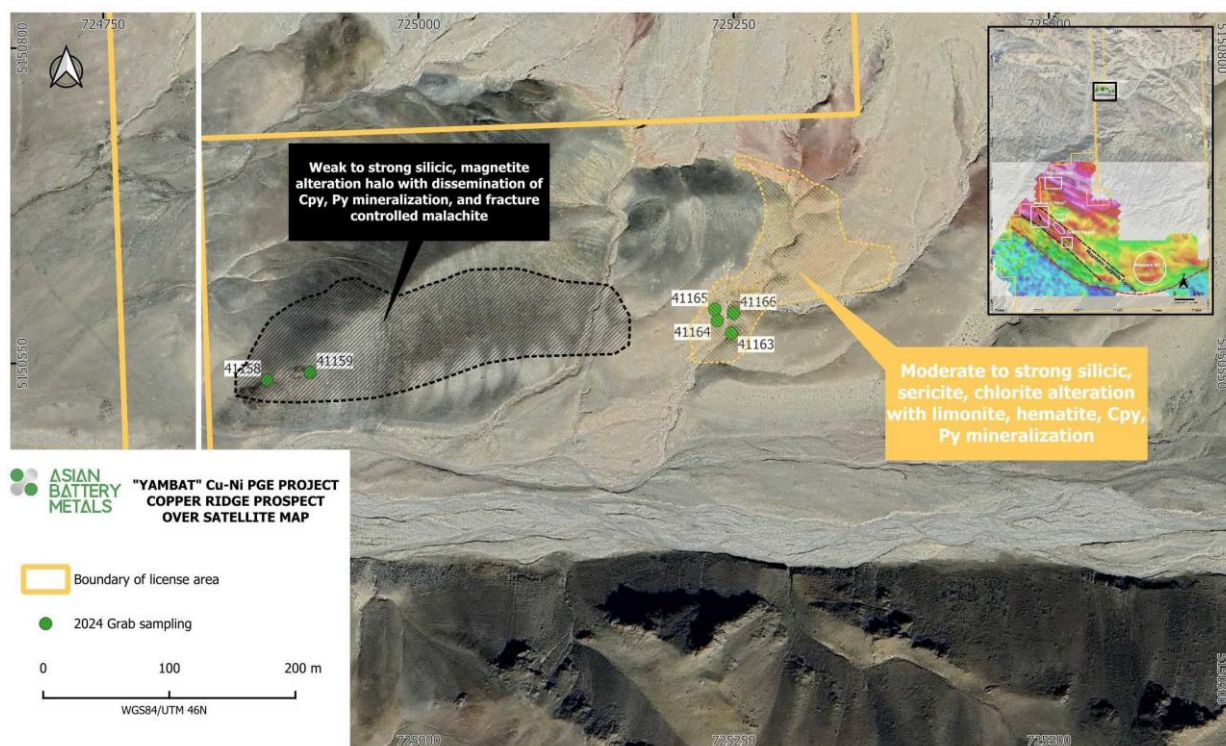 724750
725000
725250
5150800
5150800
Weak to strong silicic, magnetite
alteration halo with dissemination of
Cpy, Py mineralization, and fracture
controlled malachite
41165
41166
41164
41163
41158
41159
5150550
5150550
Moderate to strong silicic,
sericite, chlorite alteration
with limonite, hematite, Cpy,
Py mineralization
ASIAN
BATTERY
METALS
"YAMBAT" Cu-Ni PGE PROJECT
COPPER RIDGE PROSPECT
OVER SATELLITE MAP
Boundary of license area
2024 Grab sampling
0 100 200 m
WGS84/UTM 46N
725000
725250
725500